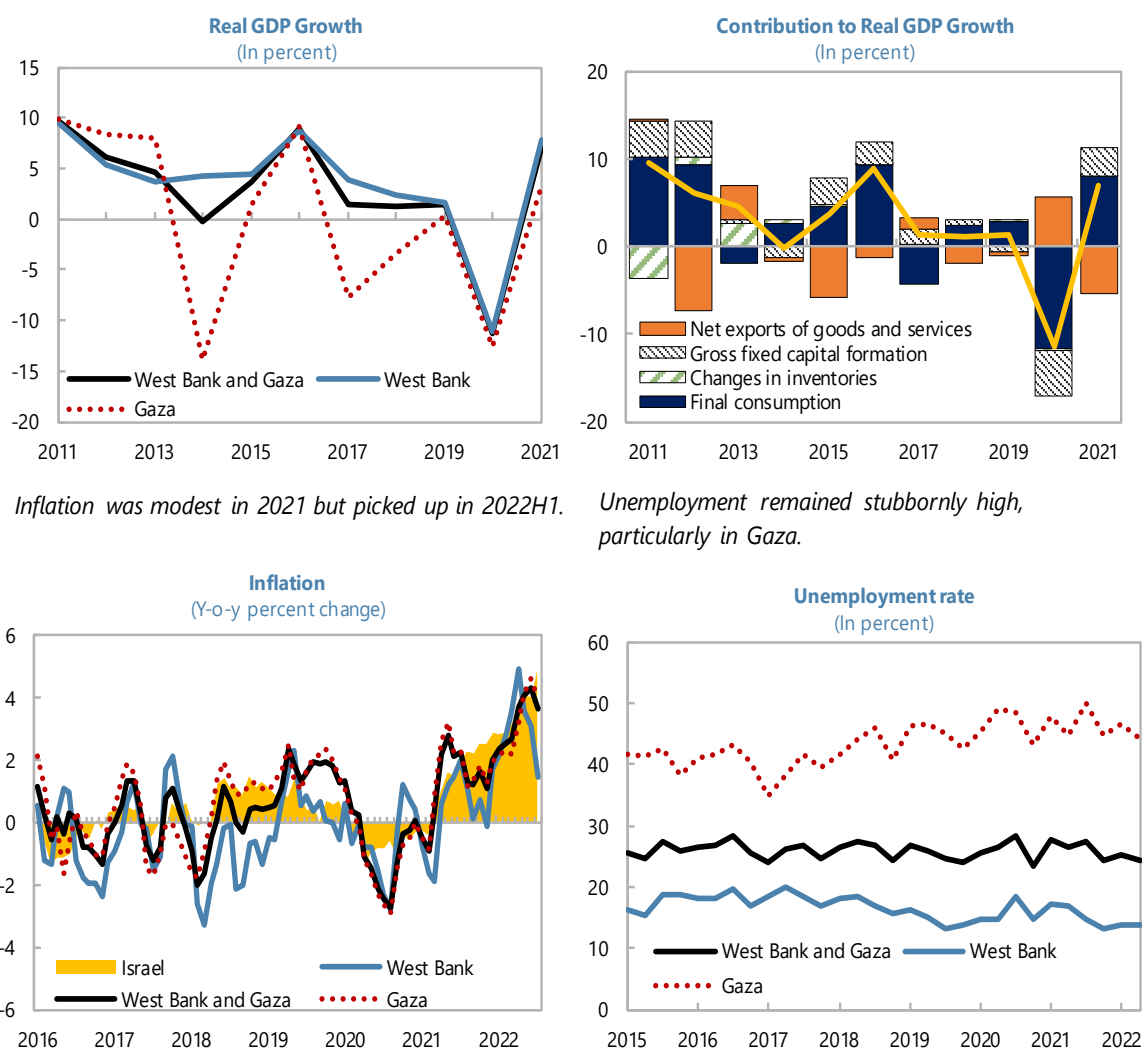 Real GDP Growth
(In percent)
15
10
5
0
-5
-10
-15
-20
West Bank and Gaza
West Bank
Gaza
2011
2013
2015
2017
2019
2021
Contribution to Real GDP Growth
(In percent)
20
10
0
-10
-20
Net exports of goods and services
Gross fixed capital formation
Changes in inventories
Final consumption
2011
2013
2015
2017
2019
2021
Inflation was modest in 2021 but picked up in 2022H1.
Unemployment remained stubbornly high,
particularly in Gaza.
Inflation
(Y-o-y percent change)
6
4
2
0
-2
-4
-6
Israel
West Bank
West Bank and Gaza
Gaza
2016
2017
2018
2019
2020
2021
2022
Unemployment rate
(In percent)
60
50
40
30
20
10
0
West Bank and Gaza
West Bank
Gaza
2015
2016
2017
2018
2019
2020
2021
2022